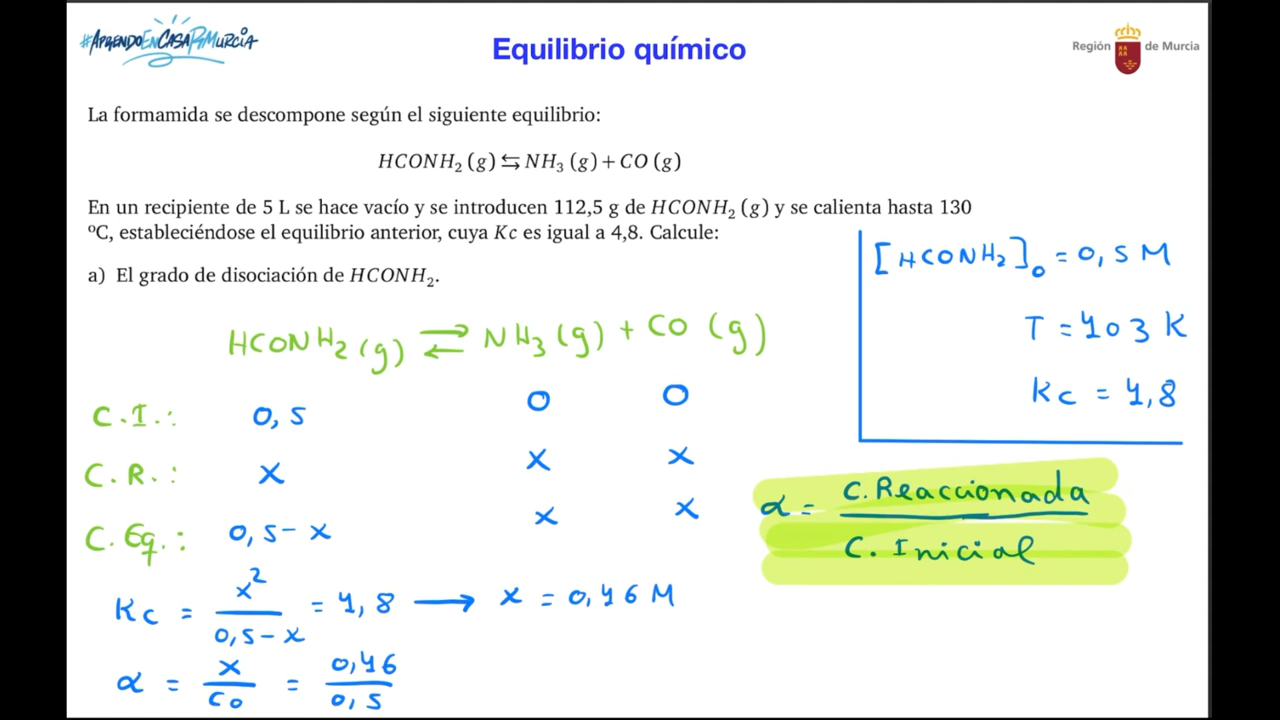 #APRENDOENCASARMURCIA
Equilibrio químico
Región de Murcia
La formamida se descompone según el siguiente equilibrio:
HCONH₂ (g) ⇆ NH₃ (g) + CO (g)
En un recipiente de 5 L se hace vacío y se introducen 112,5 g de HCONH₂ (g) y se calienta hasta 130
ºC, estableciéndose el equilibrio anterior, cuya Kc es igual a 4,8. Calcule:
a) El grado de disociación de HCONH₂.
[HCONH₂]₀ = 0,5 M
T = 403 K
Kc = 4,8
HCONH₂ (g) ⇌ NH₃ (g) + CO (g)
C.I.: 0,5 0 0
C.R.: x x x
C.Eq.: 0,5-x x x
α = C.Reaccionada / C. Inicial
Kc = x² / 0,5-x = 4,8 → x = 0,46 M
α = x / Co = 0,46 / 0,5